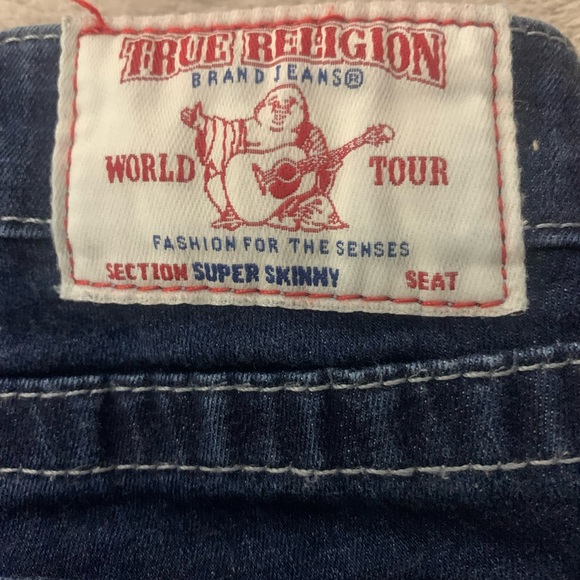 TRUE RELIGION
BRAND JEANS®
WORLD TOUR
FASHION FOR THE SENSES
SECTION SUPER SKINNY SEAT